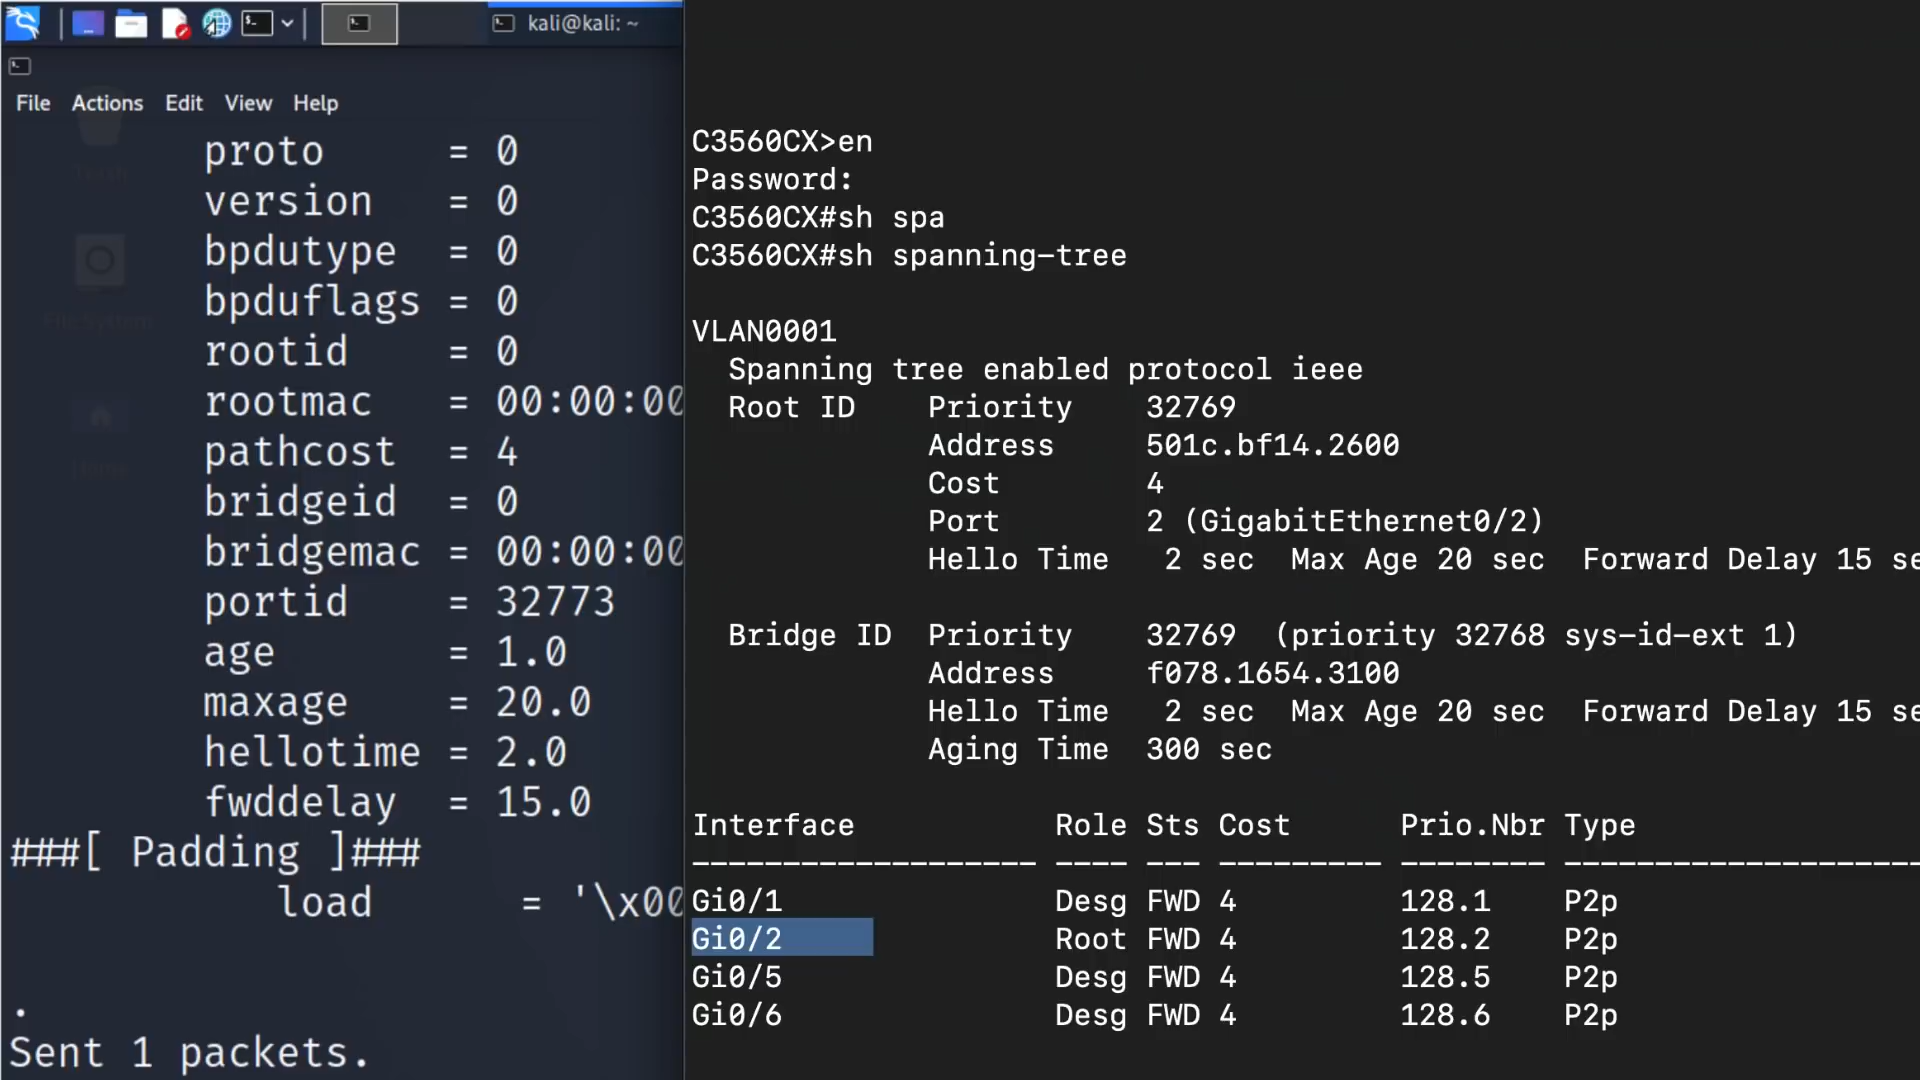 kali@kali: ~
File Actions Edit View Help
proto = 0
version = 0
bpdutype = 0
bpduflags = 0
rootid = 0
rootmac = 00:00:00
pathcost = 4
bridgeid = 0
bridgemac = 00:00:00
portid = 32773
age = 1.0
maxage = 20.0
hellotime = 2.0
fwddelay = 15.0
###[ Padding ]###
load = '\x00
.
Sent 1 packets.
C3560CX>en
Password:
C3560CX#sh spa
C3560CX#sh spanning-tree
VLAN0001
Spanning tree enabled protocol ieee
Root ID Priority 32769
Address 501c.bf14.2600
Cost 4
Port 2 (GigabitEthernet0/2)
Hello Time 2 sec Max Age 20 sec Forward Delay 15 se
Bridge ID Priority 32769 (priority 32768 sys-id-ext 1)
Address f078.1654.3100
Hello Time 2 sec Max Age 20 sec Forward Delay 15 se
Aging Time 300 sec
Interface Role Sts Cost Prio.Nbr Type
------------------- ---- --- --------- -------- --------------------
Gi0/1 Desg FWD 4 128.1 P2p
Gi0/2 Root FWD 4 128.2 P2p
Gi0/5 Desg FWD 4 128.5 P2p
Gi0/6 Desg FWD 4 128.6 P2p